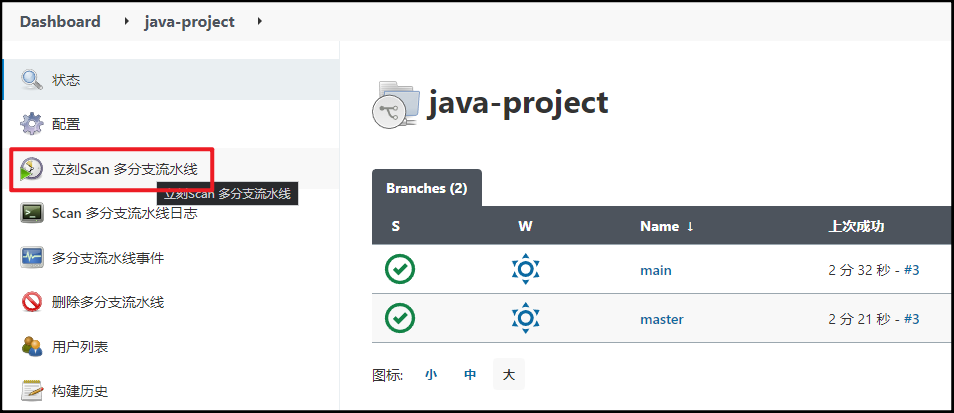 Dashboard
java-project
状态
配置
立刻Scan 多分支流水线
立刻Scan 多分支流水线
Scan 多分支流水线日志
多分支流水线事件
删除多分支流水线
用户列表
构建历史
java-project
Branches (2)
S W Name ↓ 上次成功
main 2 分 32 秒 - #3
master 2 分 21 秒 - #3
图标: 小 中 大